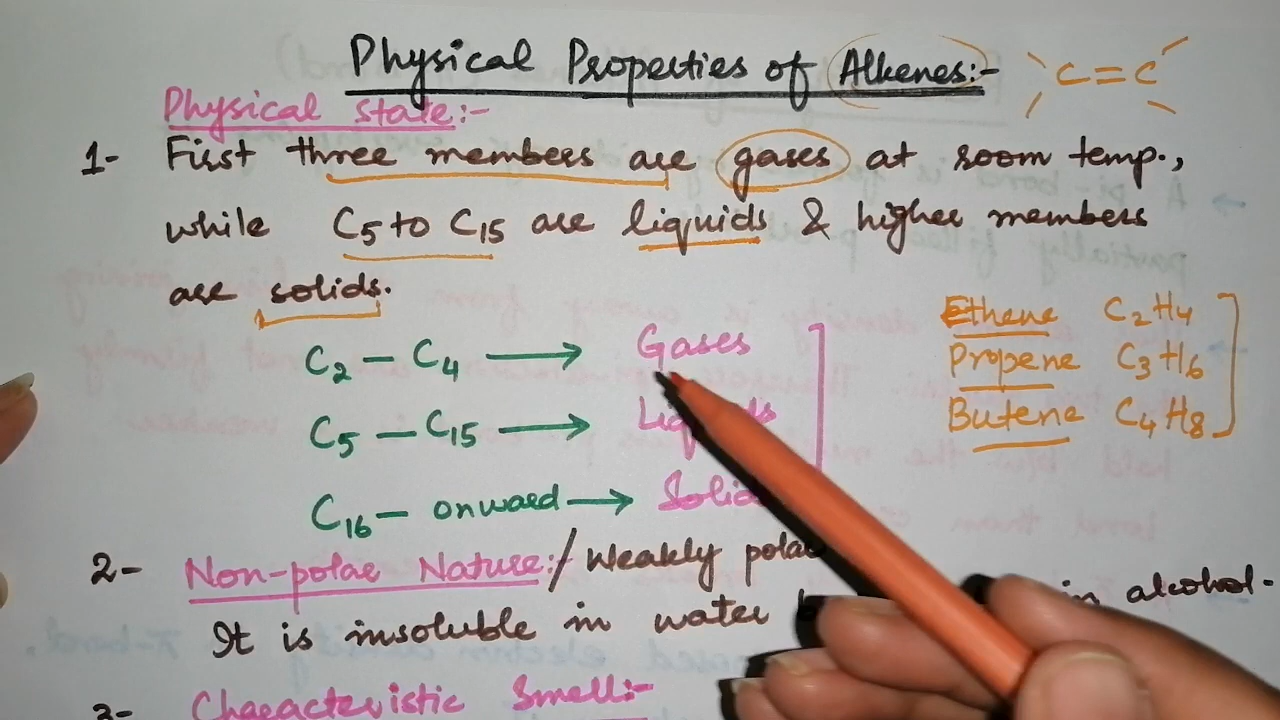 Physical Properties of Alkenes:-
C=C
Physical state:-
1- First three members are gases at room temp.,
while C5 to C15 are liquids & higher members
are solids.
C2 - C4 → Gases
C5 - C15 → Liquids
C16 - onward → Solids
Ethene C2H4
Propene C3H6
Butene C4H8
2- Non-polar Nature:-/Weakly polar
It is insoluble in water in alcohol.
3- Characteristic Smell:-